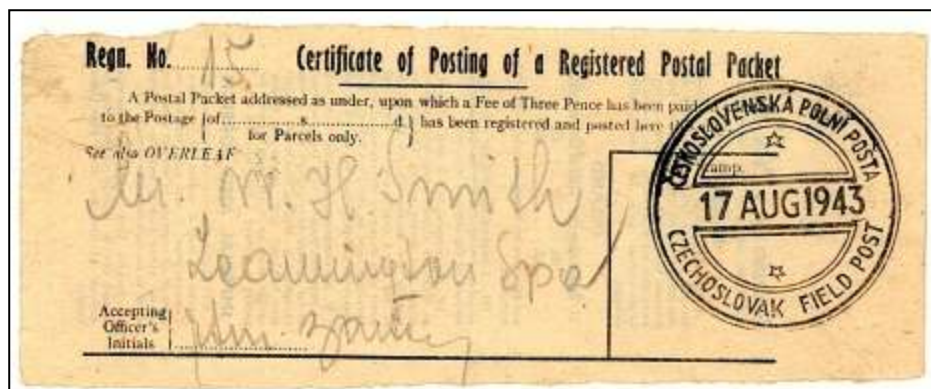 Regn. No. 15. Certificate of Posting of a Registered Postal Packet
A Postal Packet addressed as under, upon which a Fee of Three Pence has been paid
to the Postage {of............s............d.} has been registered and posted here
for Parcels only.
See also OVERLEAF
ČESKOSLOVENSKÁ POLNÍ POŠTA
17 AUG 1943
CZECHOSLOVAK FIELD POST
Mr. W. H. Smith
Leamington Spa
Accepting
Officer's
Initials